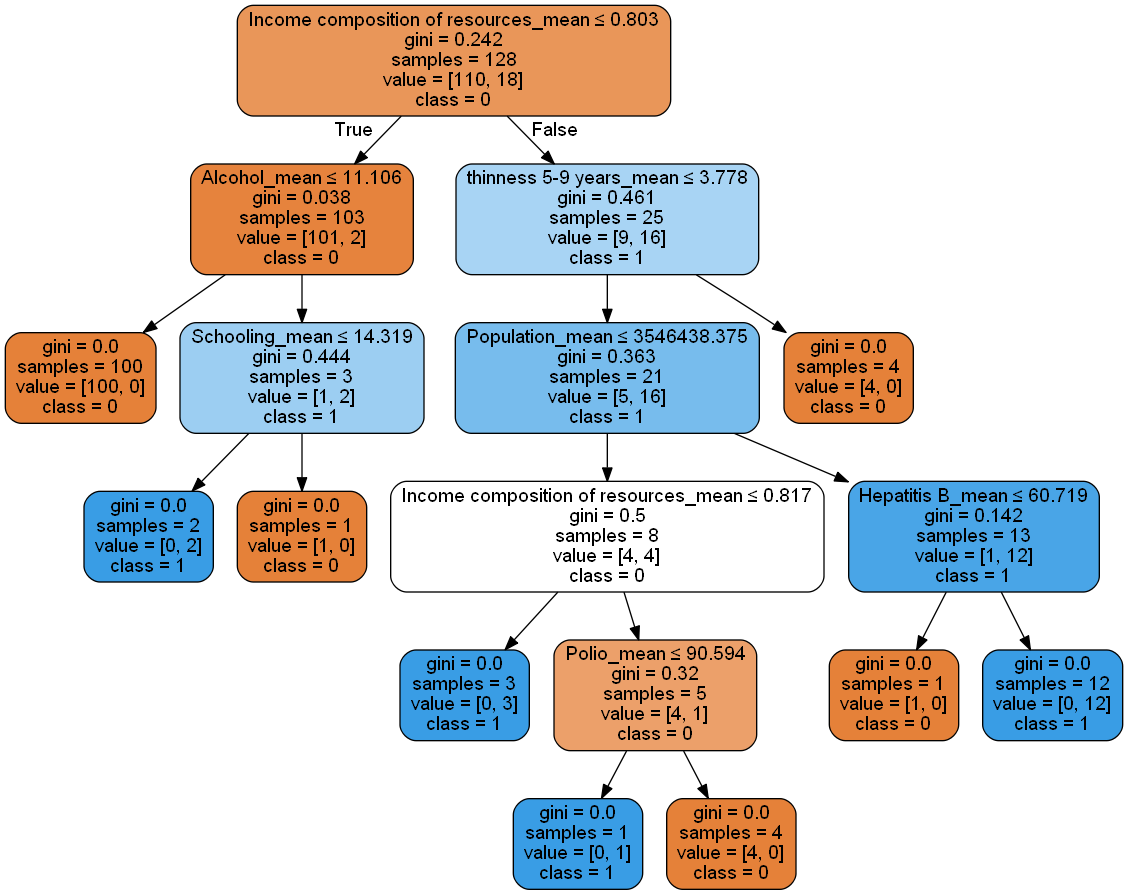 Income composition of resources_mean ≤ 0.803
gini = 0.242
samples = 128
value = [110, 18]
class = 0
True
False
Alcohol_mean ≤ 11.106
gini = 0.038
samples = 103
value = [101, 2]
class = 0
thinness 5-9 years_mean ≤ 3.778
gini = 0.461
samples = 25
value = [9, 16]
class = 1
gini = 0.0
samples = 100
value = [100, 0]
class = 0
Schooling_mean ≤ 14.319
gini = 0.444
samples = 3
value = [1, 2]
class = 1
Population_mean ≤ 3546438.375
gini = 0.363
samples = 21
value = [5, 16]
class = 1
gini = 0.0
samples = 4
value = [4, 0]
class = 0
gini = 0.0
samples = 2
value = [0, 2]
class = 1
gini = 0.0
samples = 1
value = [1, 0]
class = 0
Income composition of resources_mean ≤ 0.817
gini = 0.5
samples = 8
value = [4, 4]
class = 0
Hepatitis B_mean ≤ 60.719
gini = 0.142
samples = 13
value = [1, 12]
class = 1
gini = 0.0
samples = 3
value = [0, 3]
class = 1
Polio_mean ≤ 90.594
gini = 0.32
samples = 5
value = [4, 1]
class = 0
gini = 0.0
samples = 1
value = [1, 0]
class = 0
gini = 0.0
samples = 12
value = [0, 12]
class = 1
gini = 0.0
samples = 1
value = [0, 1]
class = 1
gini = 0.0
samples = 4
value = [4, 0]
class = 0